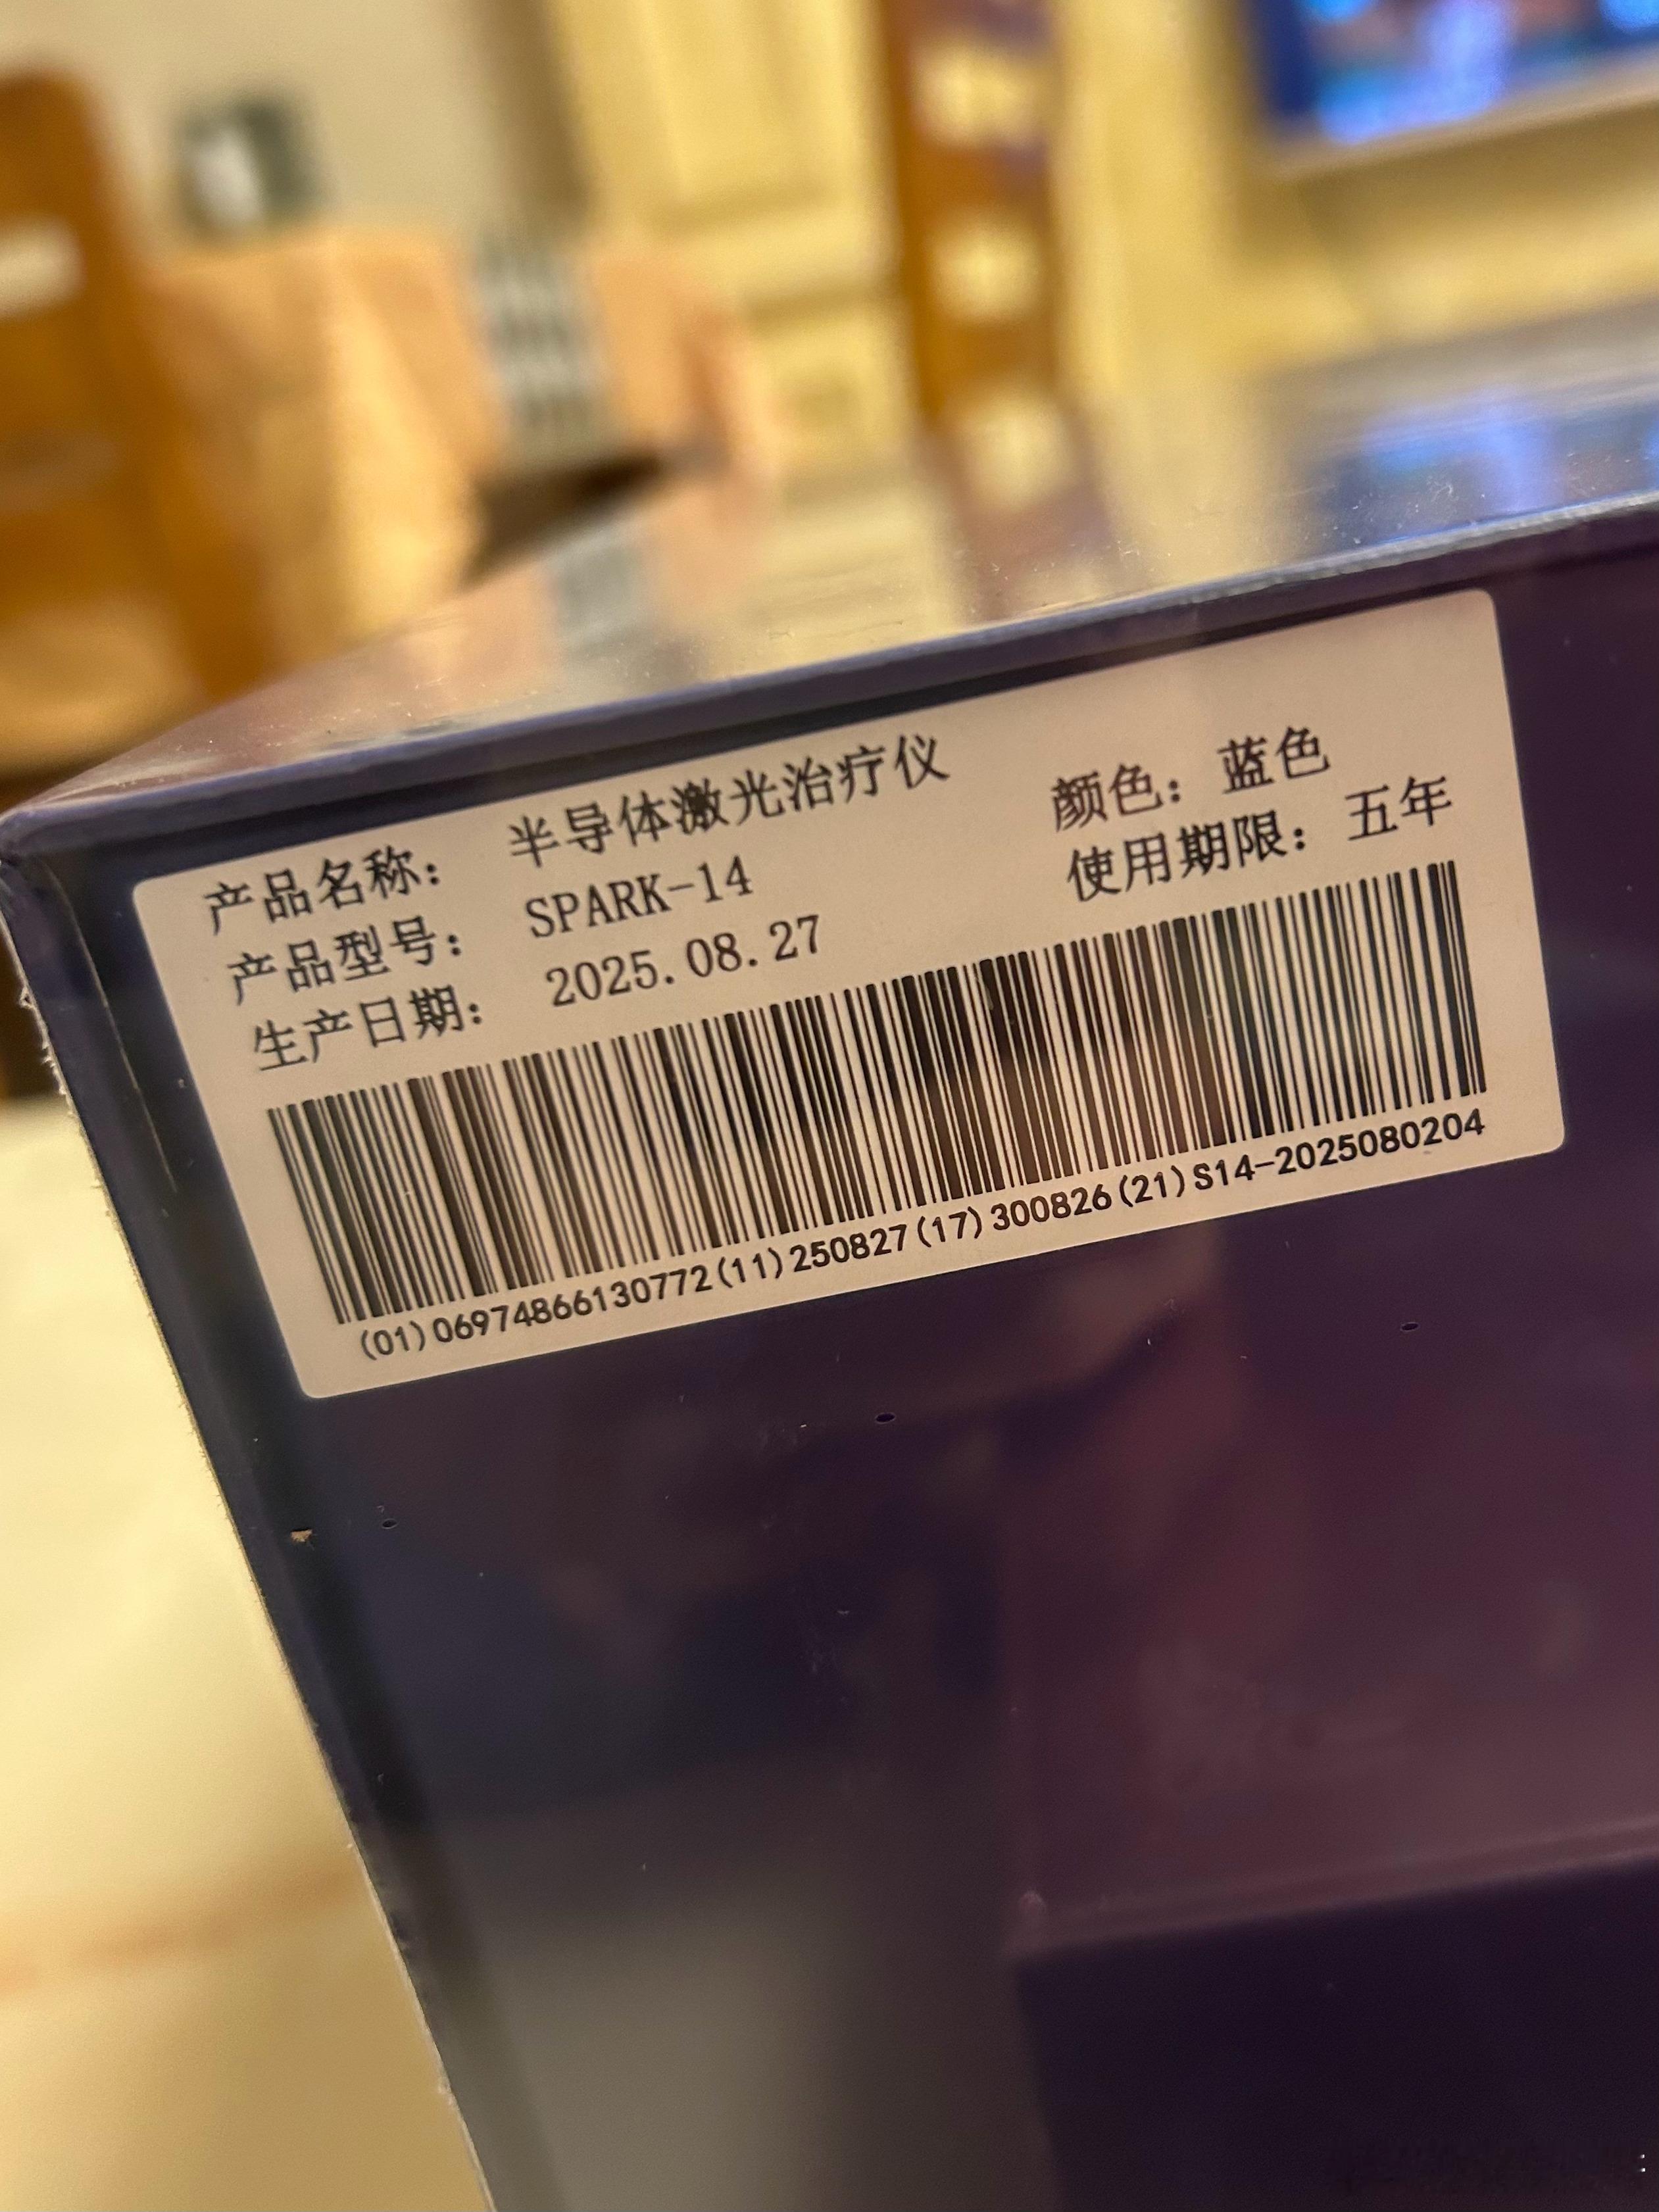 产品名称： 半导体激光治疗仪 颜色：蓝色
产品型号： SPARK-14 使用期限：五年
生产日期： 2025.08.27
(01)06974866130772(11)250827(17)300826(21)S14-2025080204